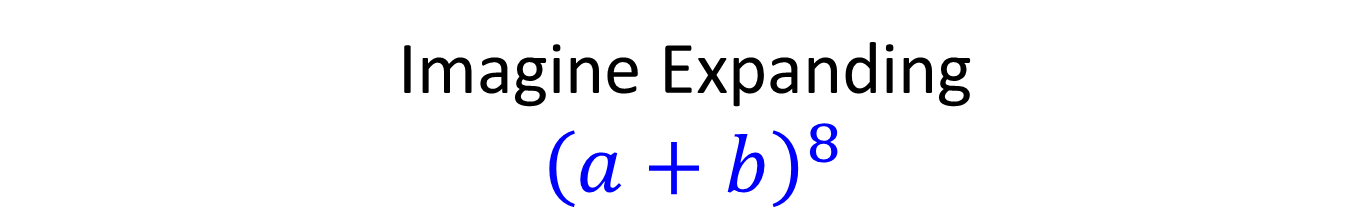 Imagine Expanding
(a + b)⁸